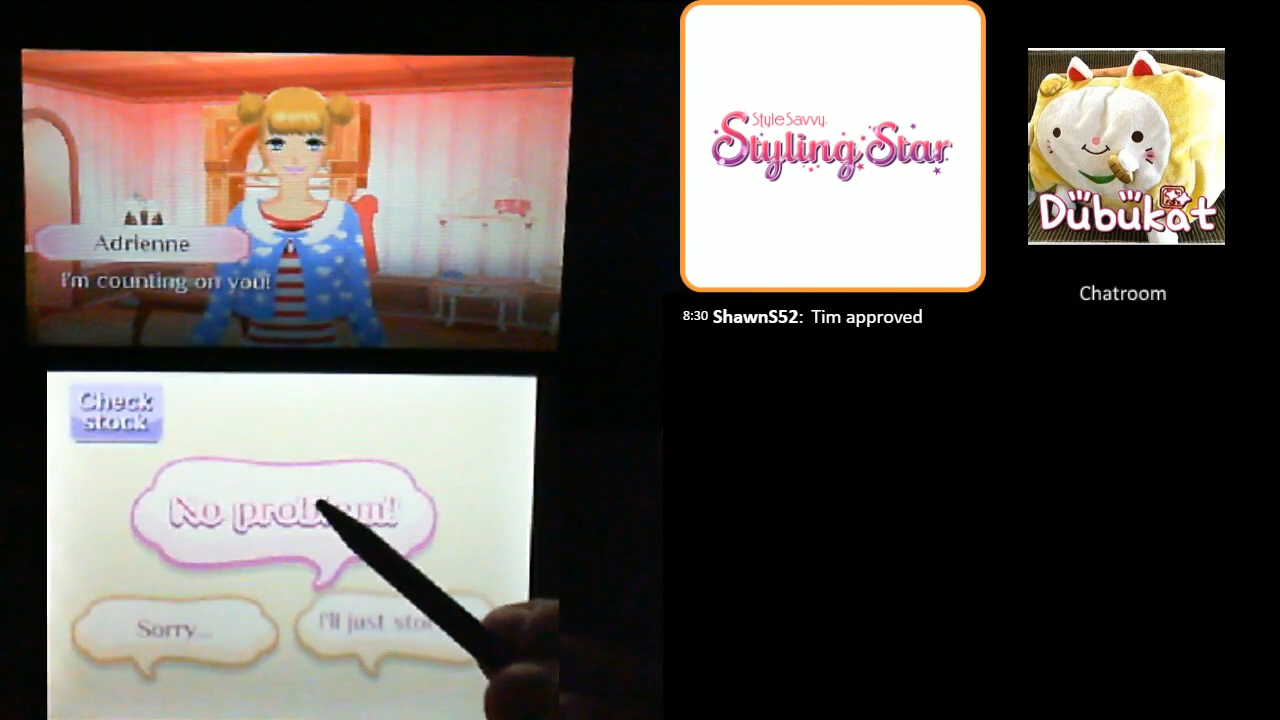 Adrienne
I'm counting on you!
Check
stock
No problem!
Sorry...
I'll just
StyleSavvy
Styling Star
Dubukat
Chatroom
8:30 ShawnS52: Tim approved